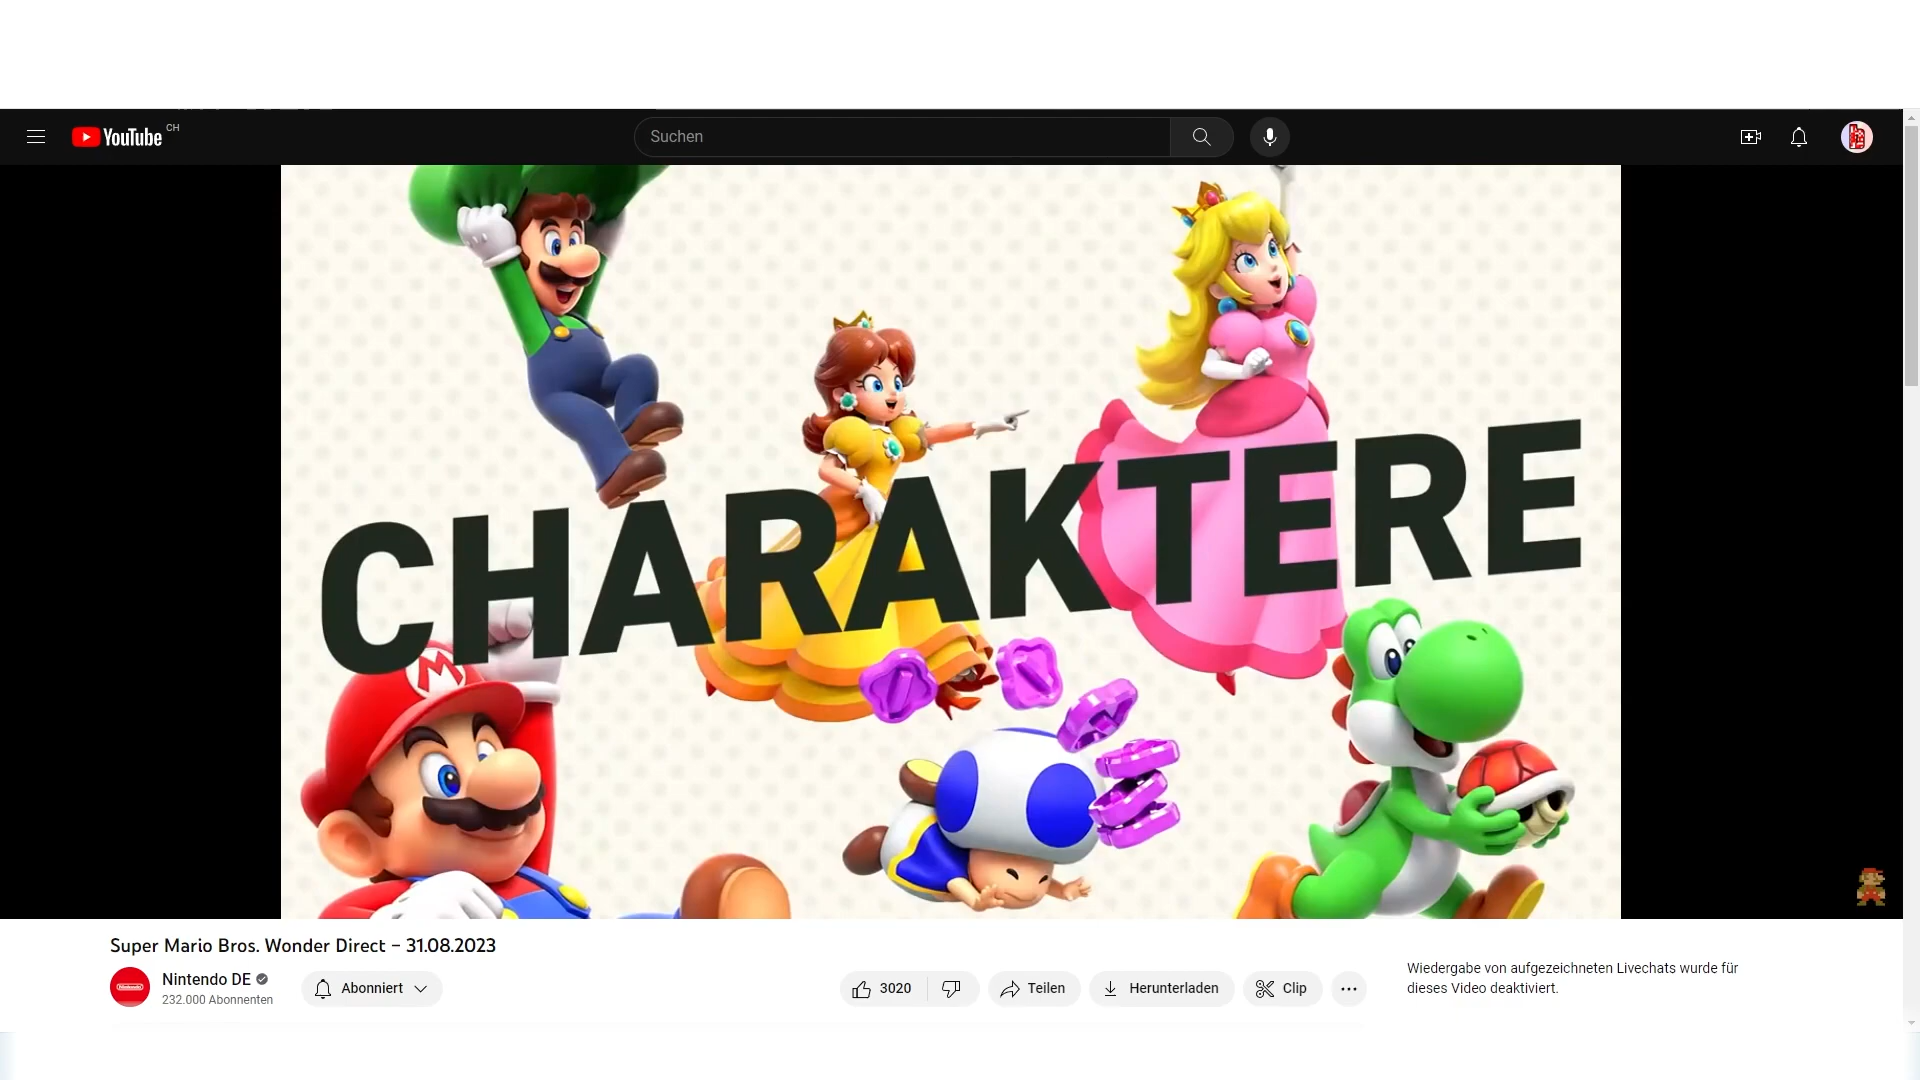 YouTube CH
Suchen
CHARAKTERE
M
Super Mario Bros. Wonder Direct – 31.08.2023
Nintendo
Nintendo DE
232.000 Abonnenten
Abonniert
3020
Teilen
Herunterladen
Clip
Wiedergabe von aufgezeichneten Livechats wurde für
dieses Video deaktiviert.